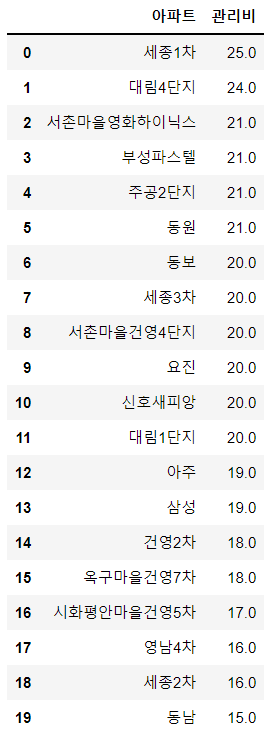 아파트 관리비
0 세종1차 25.0
1 대림4단지 24.0
2 서촌마을영화하이닉스 21.0
3 부성파스텔 21.0
4 주공2단지 21.0
5 동원 21.0
6 동보 20.0
7 세종3차 20.0
8 서촌마을건영4단지 20.0
9 요진 20.0
10 신호새피앙 20.0
11 대림1단지 20.0
12 아주 19.0
13 삼성 19.0
14 건영2차 18.0
15 옥구마을건영7차 18.0
16 시화평안마을건영5차 17.0
17 영남4차 16.0
18 세종2차 16.0
19 동남 15.0